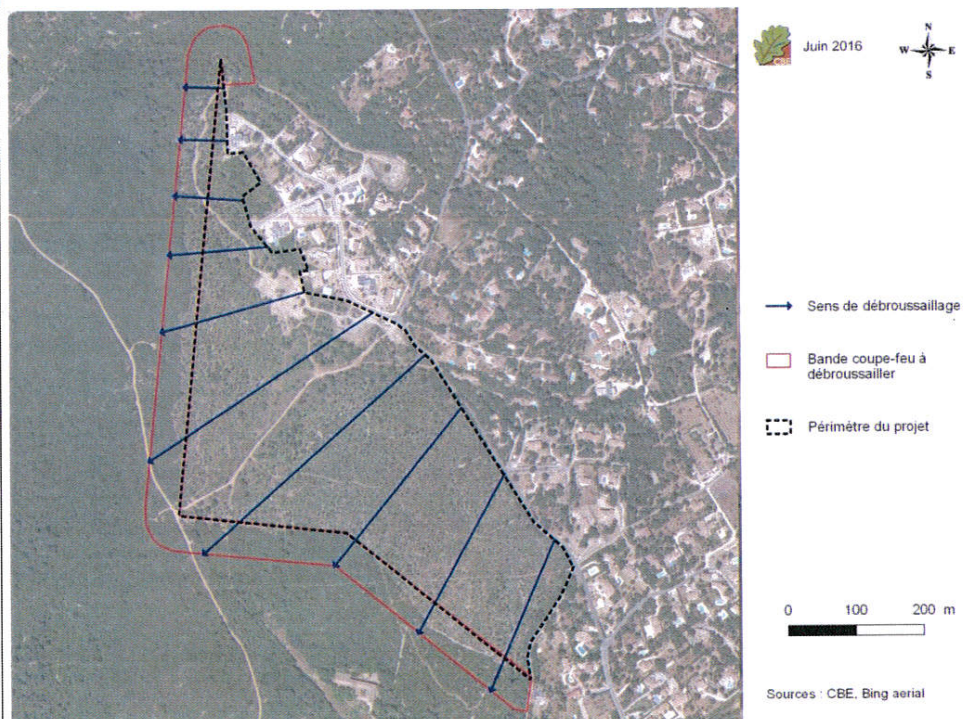 CBE
Juin 2016
N
W E
S
Sens de débroussaillage
Bande coupe-feu à
débroussailler
Périmètre du projet
0 100 200 m
Sources : CBE, Bing aerial